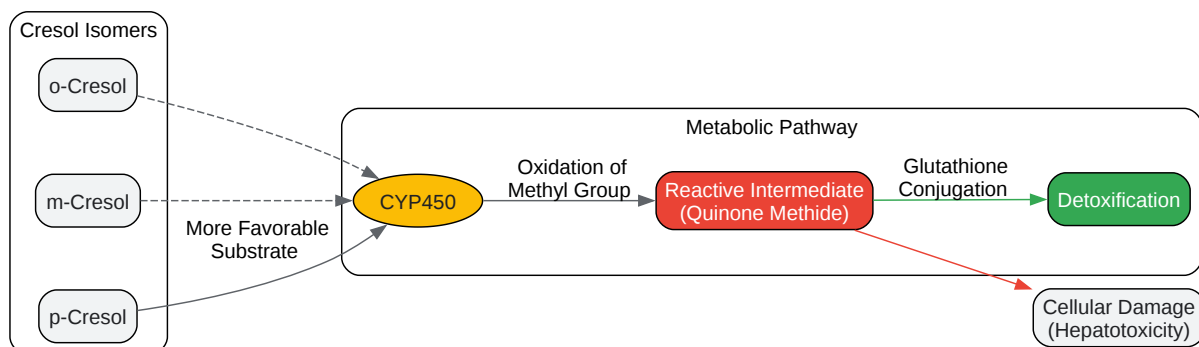 Cresol Isomers
o-Cresol
m-Cresol
p-Cresol
More Favorable
Substrate
Metabolic Pathway
CYP450
Oxidation of
Methyl Group
Reactive Intermediate
(Quinone Methide)
Glutathione
Conjugation
Detoxification
Cellular Damage
(Hepatotoxicity)